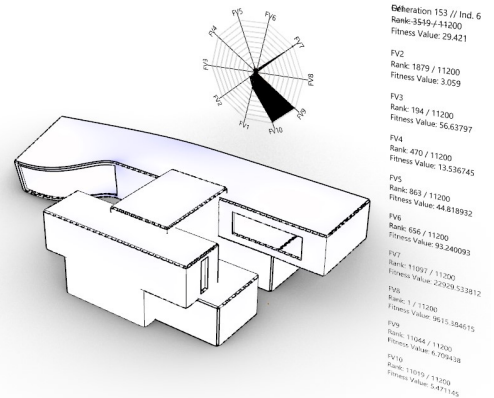 FV5
FV6
FV4
FV7
FV3
FV8
FV2
FV9
FV1
FV10
Generation 153 // Ind. 6
FV1
Rank: 3519 / 11200
Fitness Value: 29.421
FV2
Rank: 1879 / 11200
Fitness Value: 3.059
FV3
Rank: 194 / 11200
Fitness Value: 56.63797
FV4
Rank: 470 / 11200
Fitness Value: 13.536745
FV5
Rank: 863 / 11200
Fitness Value: 44.818932
FV6
Rank: 656 / 11200
Fitness Value: 93.240093
FV7
Rank: 11097 / 11200
Fitness Value: 22929.533812
FV8
Rank: 1 / 11200
Fitness Value: 9615.384615
FV9
Rank: 11044 / 11200
Fitness Value: 6.709438
FV10
Rank: 11019 / 11200
Fitness Value: 5.471145